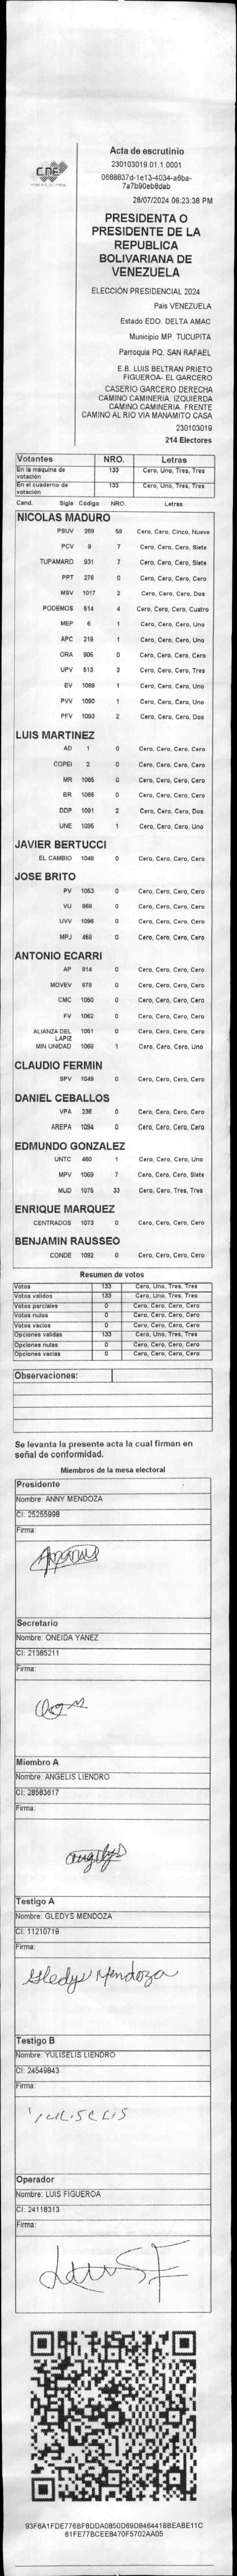 CNE
Acta de escrutinio
230103019.01.1.0001
0688837d-1e13-4034-a6ba-
7a7b90eb8dab
28/07/2024 06:23:38 PM
PRESIDENTA O
PRESIDENTE DE LA
REPUBLICA
BOLIVARIANA DE
VENEZUELA
ELECCIÓN PRESIDENCIAL 2024
Pais VENEZUELA
Estado EDO. DELTA AMAC
Municipio MP. TUCUPITA
Parroquia PQ. SAN RAFAEL
E.B. LUIS BELTRAN PRIETO
FIGUEROA- EL GARCERO
CASERIO GARCERO DERECHA
CAMINO CAMINERIA. IZQUIERDA
CAMINO CAMINERIA. FRENTE
CAMINO AL RIO VIA MANAMITO CASA
230103019
214 Electores
Votantes NRO. Letras
En la máquina de votación 133 Cero, Uno, Tres, Tres
En el cuaderno de votación 133 Cero, Uno, Tres, Tres
Cand. Sigla Código NRO. Letras
NICOLAS MADURO
PSUV 269 59 Cero, Cero, Cinco, Nueve
PCV 9 7 Cero, Cero, Cero, Siete
TUPAMARO 931 7 Cero, Cero, Cero, Siete
PPT 276 0 Cero, Cero, Cero, Cero
MSV 1017 2 Cero, Cero, Cero, Dos
PODEMOS 614 4 Cero, Cero, Cero, Cuatro
MEP 6 1 Cero, Cero, Cero, Uno
APC 219 1 Cero, Cero, Cero, Uno
ORA 906 0 Cero, Cero, Cero, Cero
UPV 513 3 Cero, Cero, Cero, Tres
EV 1089 1 Cero, Cero, Cero, Uno
PVV 1090 1 Cero, Cero, Cero, Uno
PFV 1093 2 Cero, Cero, Cero, Dos
LUIS MARTINEZ
AD 1 0 Cero, Cero, Cero, Cero
COPEI 2 0 Cero, Cero, Cero, Cero
MR 1065 0 Cero, Cero, Cero, Cero
BR 1066 0 Cero, Cero, Cero, Cero
DDP 1091 2 Cero, Cero, Cero, Dos
UNE 1095 1 Cero, Cero, Cero, Uno
JAVIER BERTUCCI
EL CAMBIO 1048 0 Cero, Cero, Cero, Cero
JOSE BRITO
PV 1053 0 Cero, Cero, Cero, Cero
VU 868 0 Cero, Cero, Cero, Cero
UVV 1096 0 Cero, Cero, Cero, Cero
MPJ 458 0 Cero, Cero, Cero, Cero
ANTONIO ECARRI
AP 814 0 Cero, Cero, Cero, Cero
MOVEV 878 0 Cero, Cero, Cero, Cero
CMC 1050 0 Cero, Cero, Cero, Cero
FV 1062 0 Cero, Cero, Cero, Cero
ALIANZA DEL LAPIZ 1051 0 Cero, Cero, Cero, Cero
MIN UNIDAD 1068 1 Cero, Cero, Cero, Uno
CLAUDIO FERMIN
SPV 1049 0 Cero, Cero, Cero, Cero
DANIEL CEBALLOS
VPA 236 0 Cero, Cero, Cero, Cero
AREPA 1094 0 Cero, Cero, Cero, Cero
EDMUNDO GONZALEZ
UNTC 460 1 Cero, Cero, Cero, Uno
MPV 1069 7 Cero, Cero, Cero, Siete
MUD 1075 33 Cero, Cero, Tres, Tres
ENRIQUE MARQUEZ
CENTRADOS 1073 0 Cero, Cero, Cero, Cero
BENJAMIN RAUSSEO
CONDE 1092 0 Cero, Cero, Cero, Cero
Resumen de votos
Votos 133 Cero, Uno, Tres, Tres
Votos validos 133 Cero, Uno, Tres, Tres
Votos parciales 0 Cero, Cero, Cero, Cero
Votos nulos 0 Cero, Cero, Cero, Cero
Votos vacios 0 Cero, Cero, Cero, Cero
Opciones validas 133 Cero, Uno, Tres, Tres
Opciones nulas 0 Cero, Cero, Cero, Cero
Opciones vacias 0 Cero, Cero, Cero, Cero
Observaciones:
Se levanta la presente acta la cual firman en
señal de conformidad.
Miembros de la mesa electoral
Presidente
Nombre: ANNY MENDOZA
CI: 25255998
Firma:
Secretario
Nombre: ONEIDA YANEZ
CI: 21385211
Firma:
Miembro A
Nombre: ANGELIS LIENDRO
CI: 28583617
Firma:
Testigo A
Nombre: GLEDYS MENDOZA
CI: 11210719
Firma:
Gledys Mendoza
Testigo B
Nombre: YULISELIS LIENDRO
CI: 24549843
Firma:
YULISELIS
Operador
Nombre: LUIS FIGUEROA
CI: 24118313
Firma:
93F6A1FDE776BF8DDA0850D69D8464418BEABE11C
61FE77BCEE8470F5702AA05